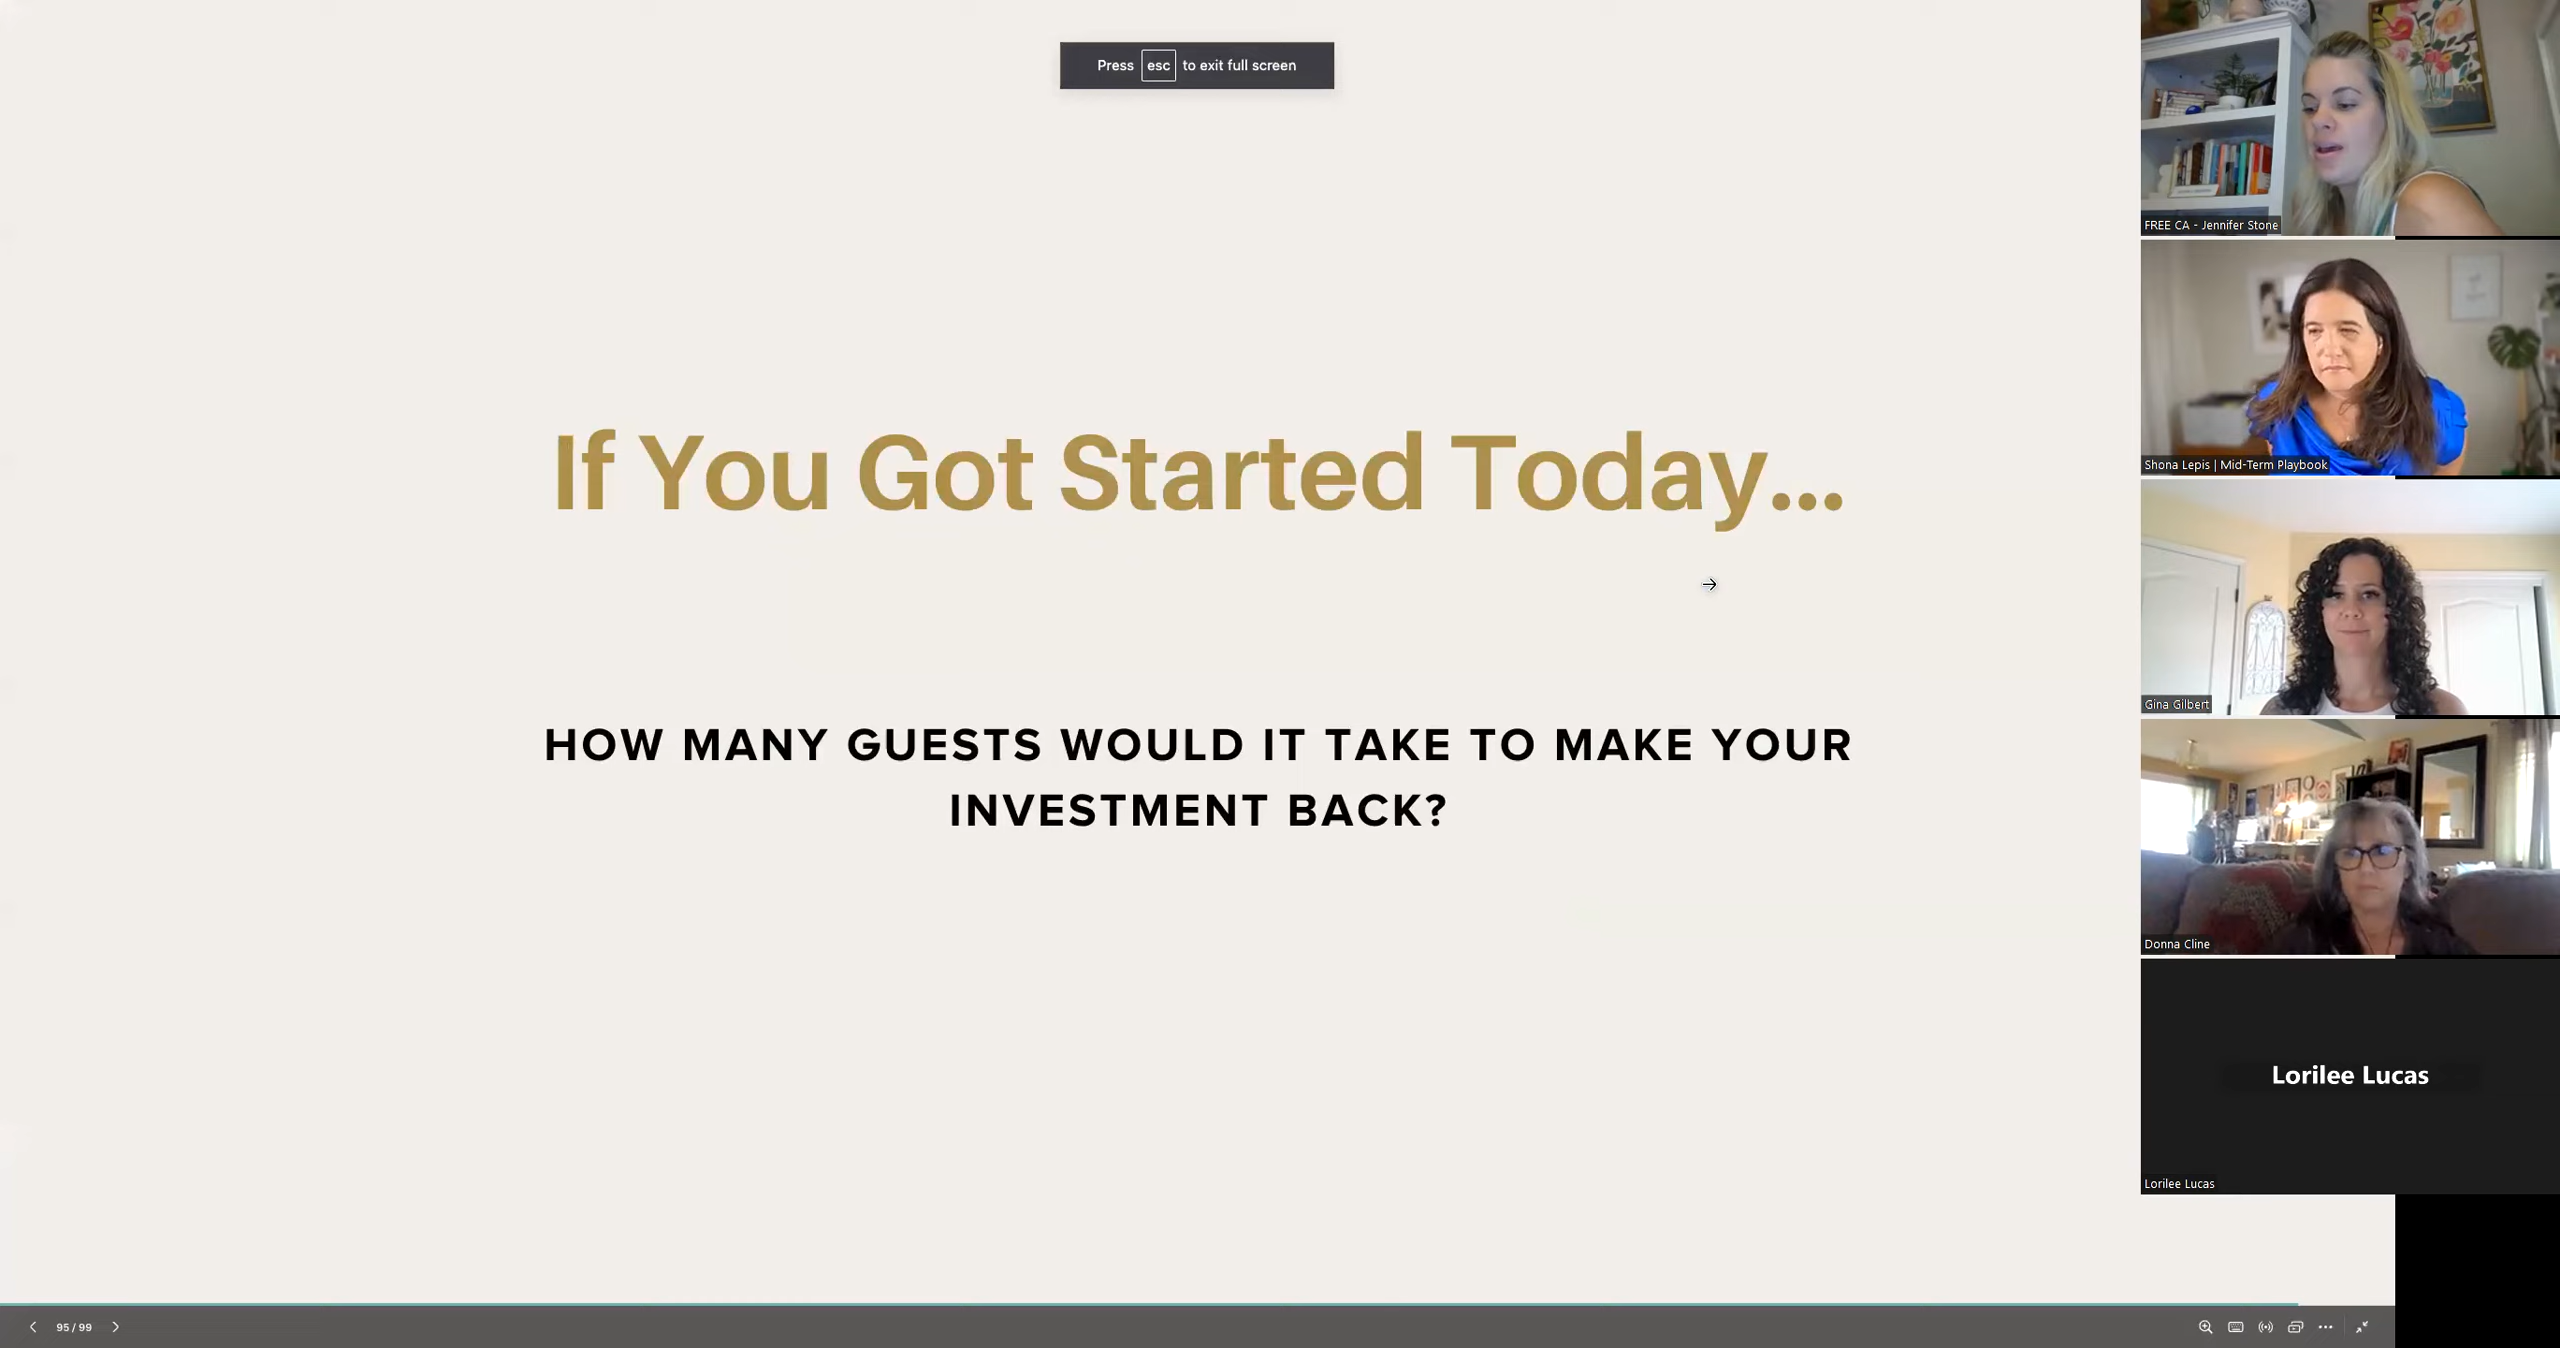 Press esc to exit full screen
If You Got Started Today...
HOW MANY GUESTS WOULD IT TAKE TO MAKE YOUR
INVESTMENT BACK?
FREE CA - Jennifer Stone
Shona Lepis | Mid-Term Playbook
Gina Gilbert
Donna Cline
Lorilee Lucas
Lorilee Lucas
95 / 99